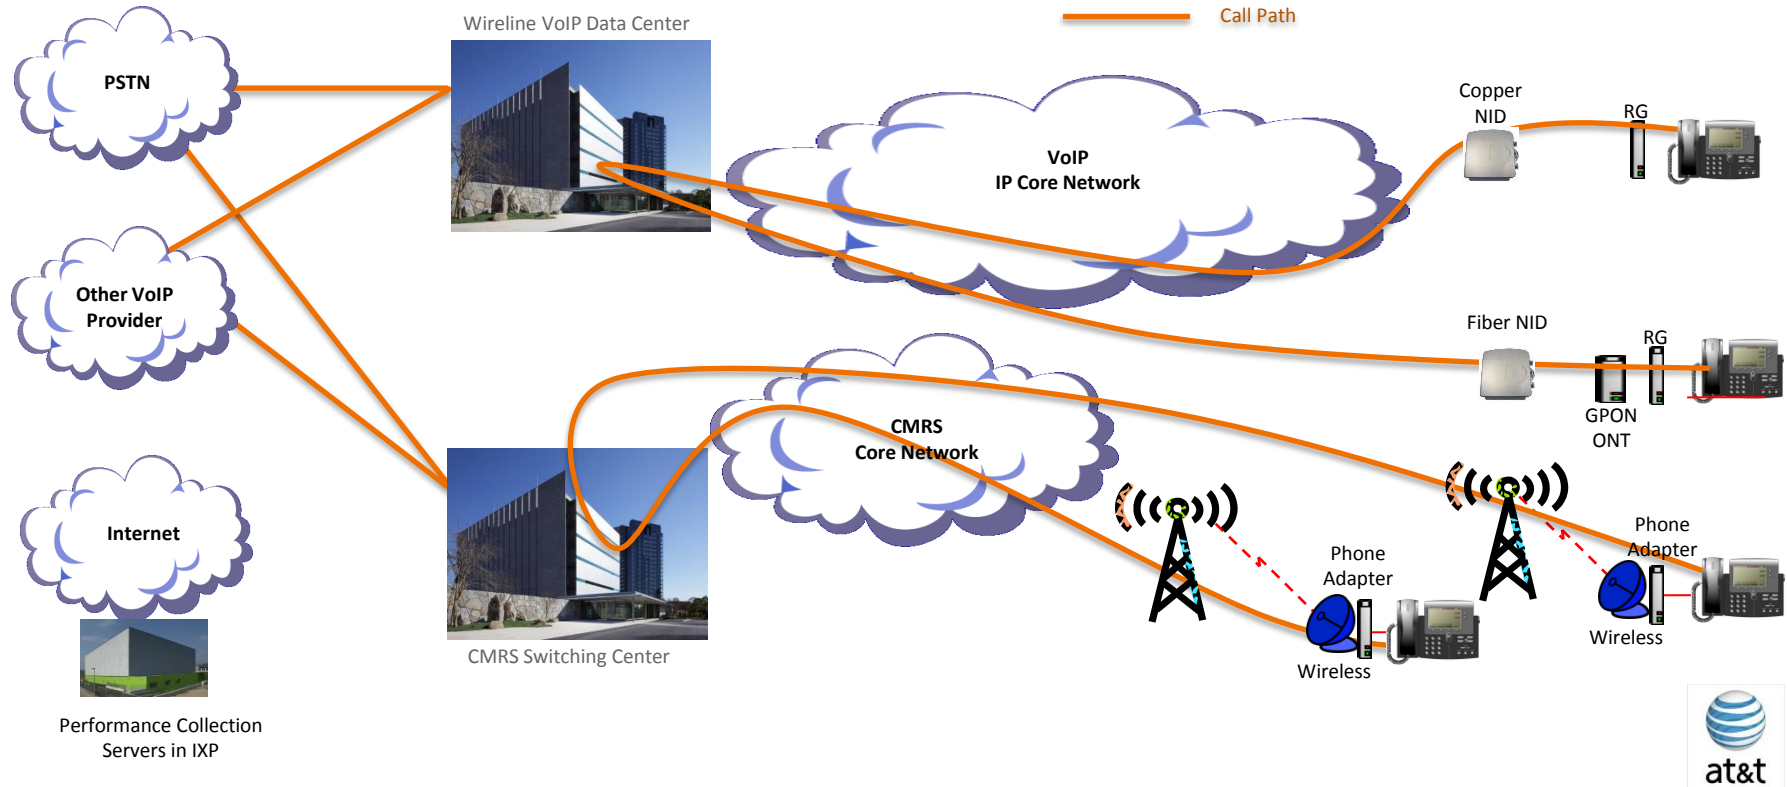 Wireline VoIP Data Center
Call Path
PSTN
Copper
NID
RG
VoIP
IP Core Network
Other VoIP
Provider
Fiber NID
RG
GPON
ONT
CMRS
Core Network
Internet
Phone
Adapter
Wireless
Phone
Adapter
Wireless
CMRS Switching Center
Performance Collection
Servers in IXP
at&t